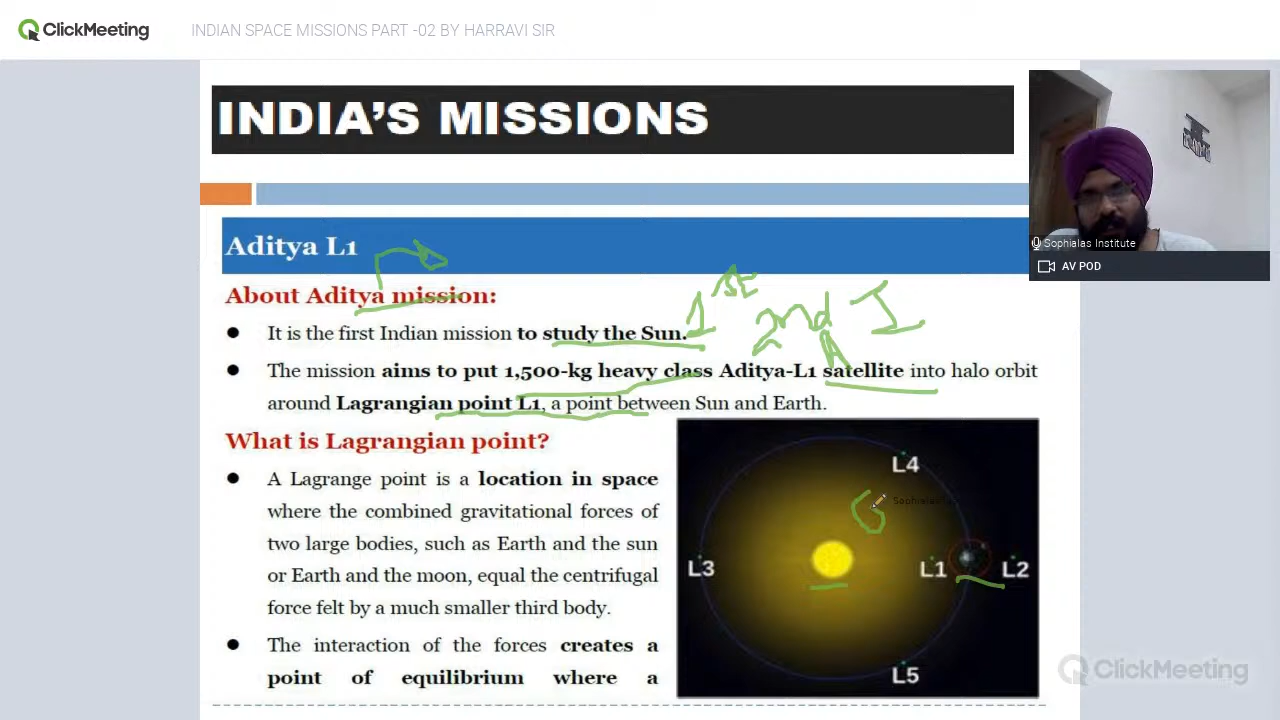 ClickMeeting
INDIAN SPACE MISSIONS PART -02 BY HARRAVI SIR
INDIA'S MISSIONS
Sophialas Institute
AV POD
Aditya L1
About Aditya mission:
● It is the first Indian mission to study the Sun.
1st
2nd
● The mission aims to put 1,500-kg heavy class Aditya-L1 satellite into halo orbit
around Lagrangian point L1, a point between Sun and Earth.
What is Lagrangian point?
● A Lagrange point is a location in space
where the combined gravitational forces of
two large bodies, such as Earth and the sun
or Earth and the moon, equal the centrifugal
force felt by a much smaller third body.
● The interaction of the forces creates a
point of equilibrium where a
L4
L3
L1
L2
L5
ClickMeeting